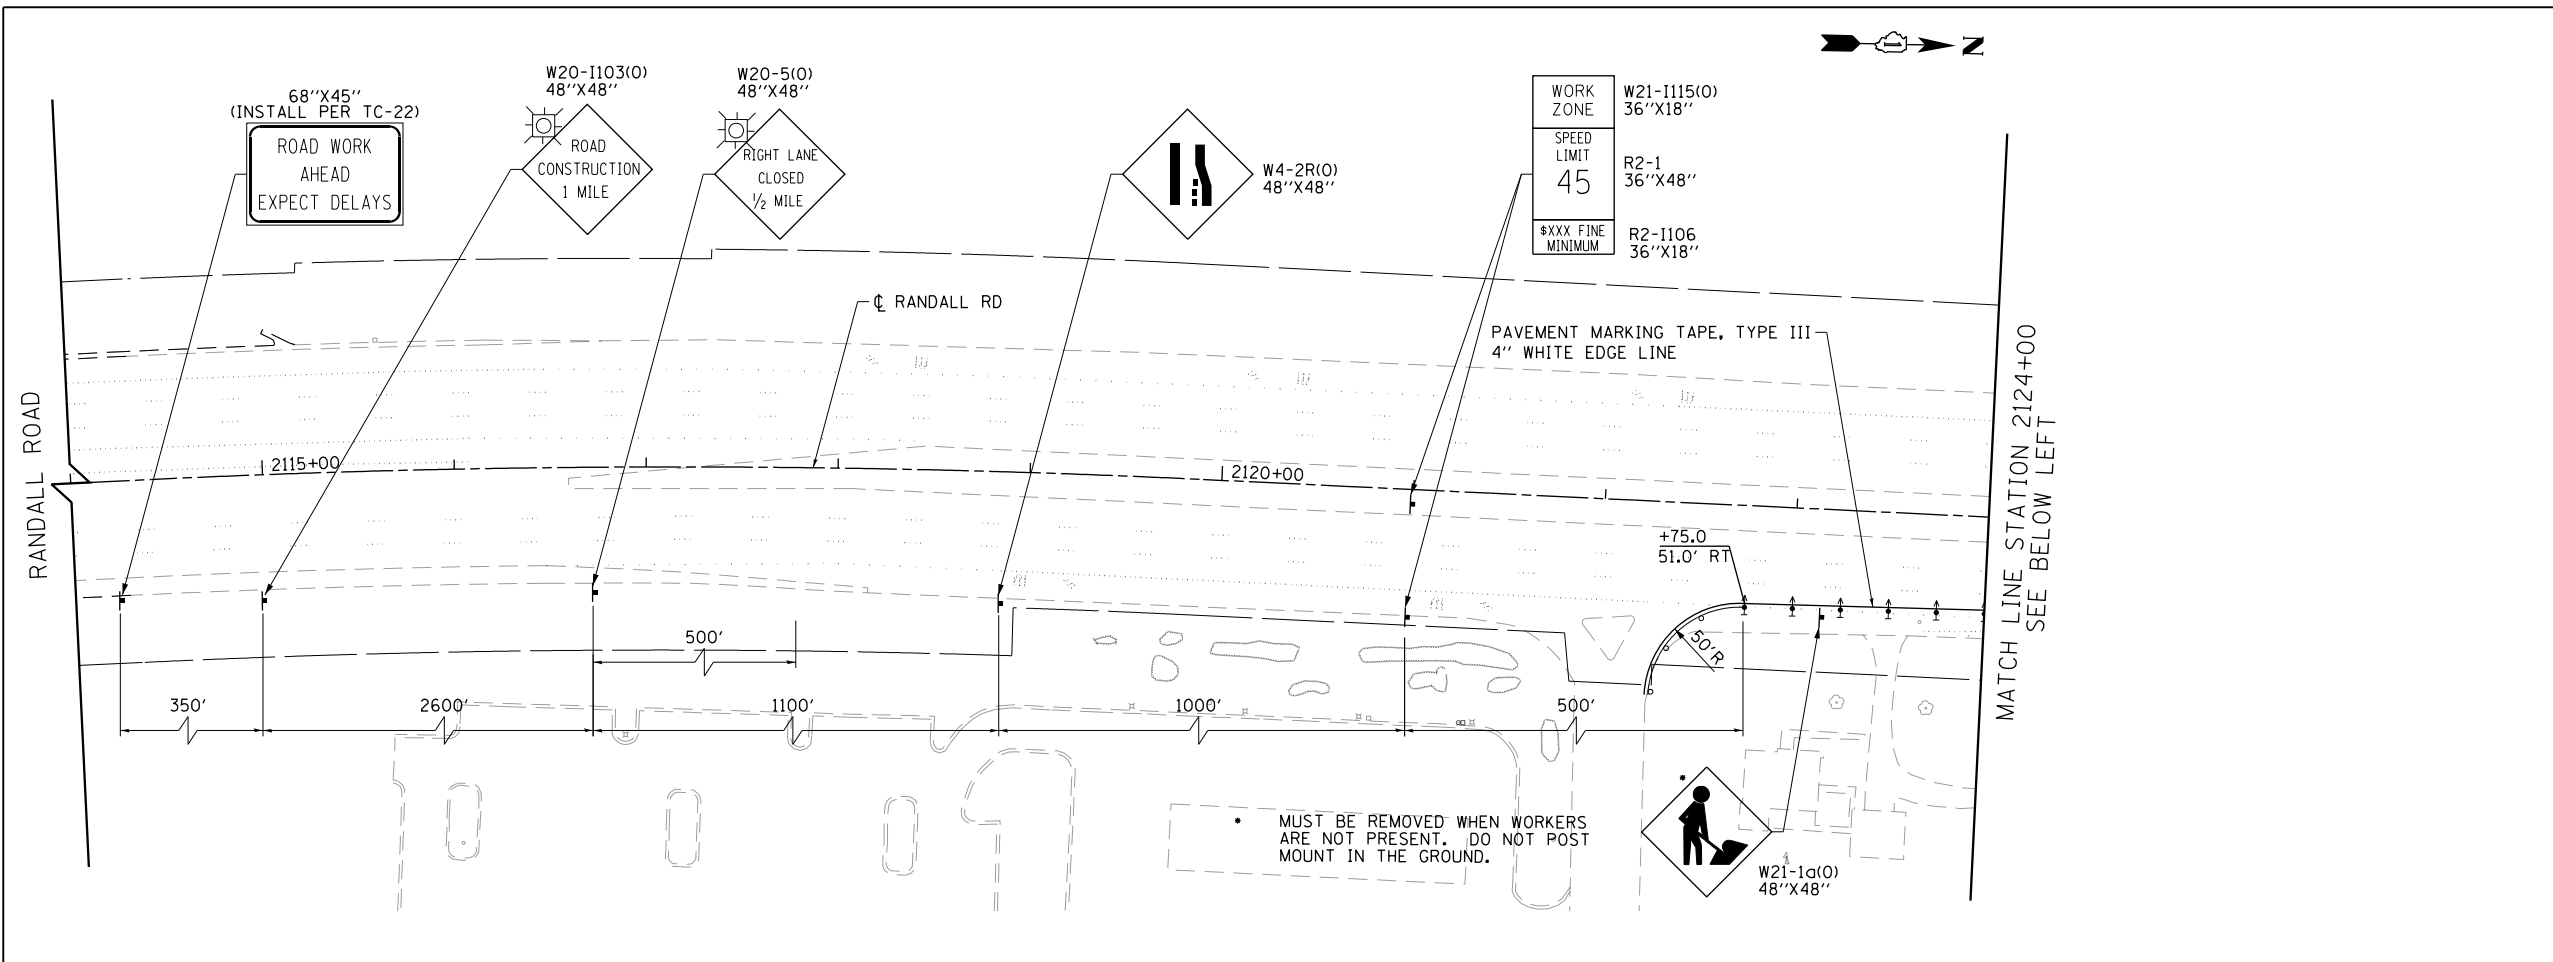 N
68"X45"
(INSTALL PER TC-22)
ROAD WORK
AHEAD
EXPECT DELAYS
W20-I103(O)
48"X48"
ROAD
CONSTRUCTION
1 MILE
W20-5(O)
48"X48"
RIGHT LANE
CLOSED
1/2 MILE
W4-2R(O)
48"X48"
WORK
ZONE
SPEED
LIMIT
45
$XXX FINE
MINIMUM
W21-I115(O)
36"X18"
R2-1
36"X48"
R2-I106
36"X18"
℄ RANDALL RD
PAVEMENT MARKING TAPE, TYPE III
4" WHITE EDGE LINE
RANDALL ROAD
2115+00
2120+00
+75.0
51.0' RT
50'R
MATCH LINE STATION 2124+00
SEE BELOW LEFT
500'
350'
2600'
1100'
1000'
500'
* MUST BE REMOVED WHEN WORKERS
ARE NOT PRESENT. DO NOT POST
MOUNT IN THE GROUND.
*
W21-1a(O)
48"X48"